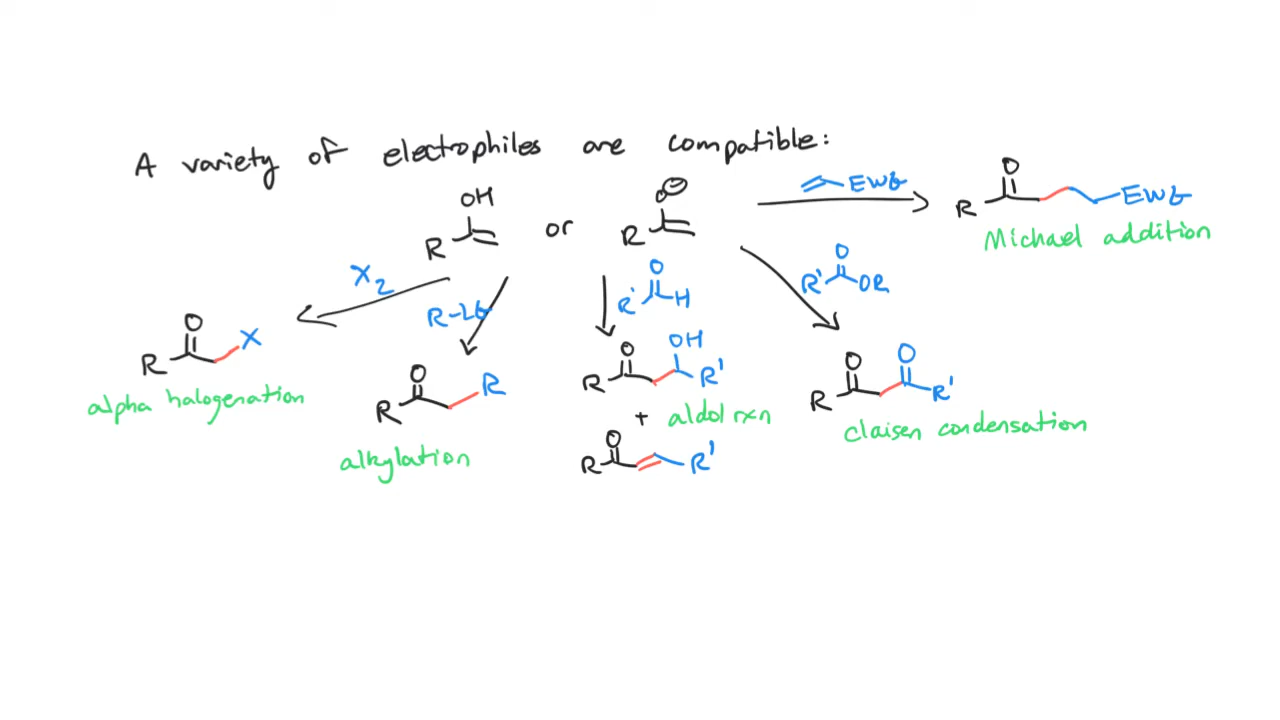 A variety of electrophiles are compatible:
OH
R
or
O⊖
R
EWG
O
R
EWG
Michael addition
X2
R-LG
O
R'
H
O
R'
OR
O
R
X
alpha halogenation
O
R
R
alkylation
O
R
OH
R'
+ aldol rxn
O
R
R'
O
R
O
R'
claisen condensation